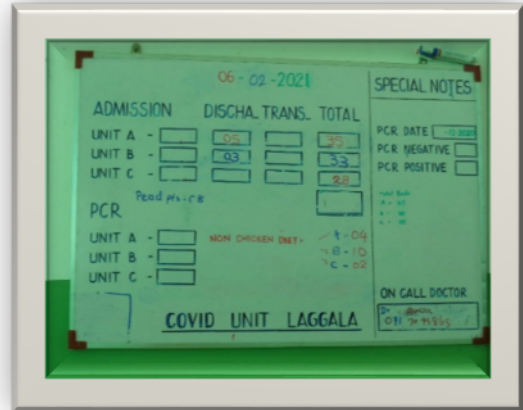 06-02-2021
SPECIAL NOTES
ADMISSION DISCHA. TRANS. TOTAL
UNIT A - 05 35
UNIT B - 03 33
UNIT C - 28
PCR DATE
PCR NEGATIVE
PCR POSITIVE
PCR
UNIT A - NON CHICKEN DIET- A - 04
UNIT B - B - 10
UNIT C - C - 02
ON CALL DOCTOR
Dr
COVID UNIT LAGGALA